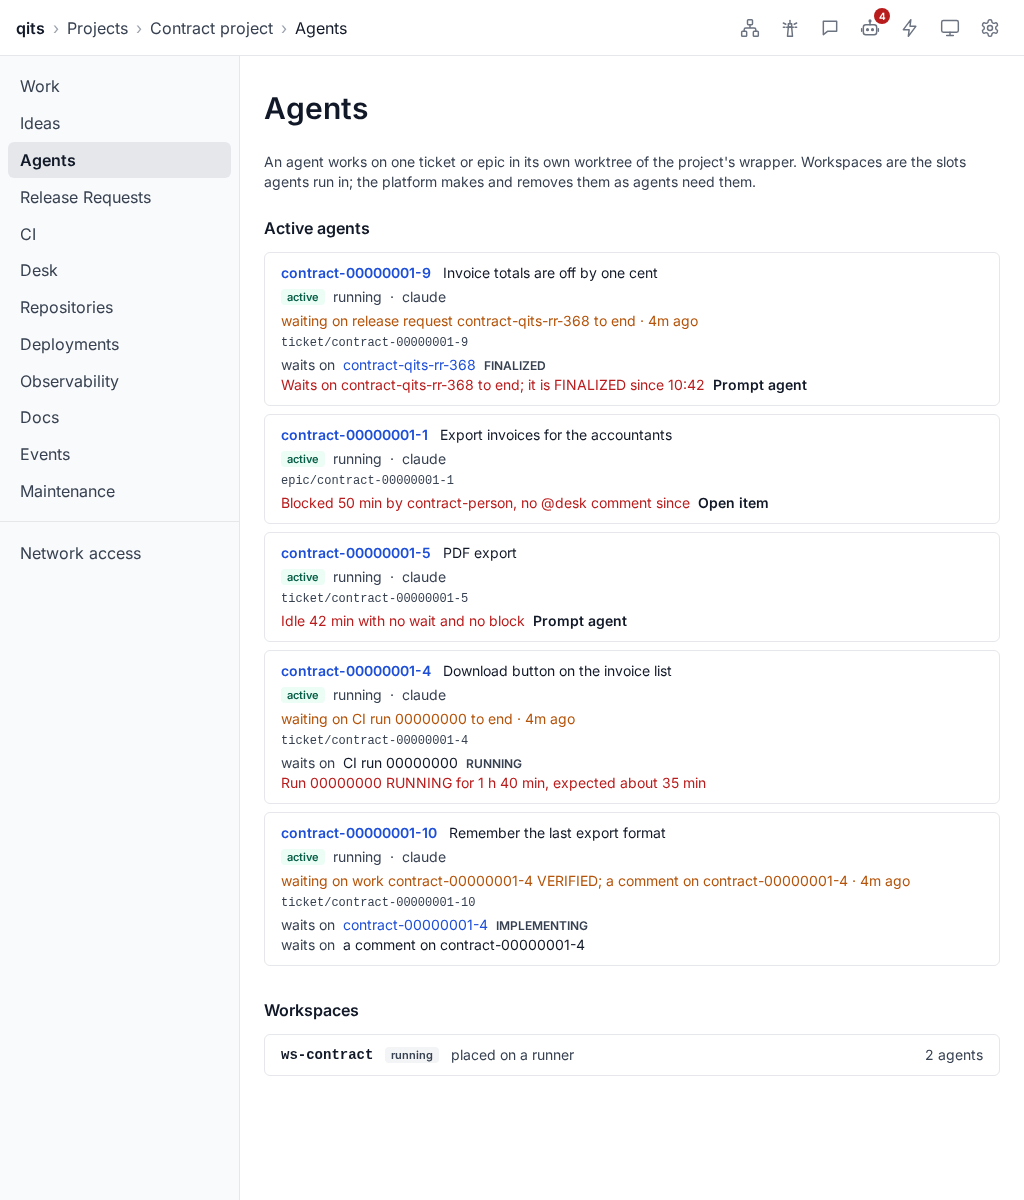 qits › Projects › Contract project › Agents
4
Work
Ideas
Agents
Release Requests
CI
Desk
Repositories
Deployments
Observability
Docs
Events
Maintenance
Network access
Agents
An agent works on one ticket or epic in its own worktree of the project's wrapper. Workspaces are the slots
agents run in; the platform makes and removes them as agents need them.
Active agents
contract-00000001-9 Invoice totals are off by one cent
active running · claude
waiting on release request contract-qits-rr-368 to end · 4m ago
ticket/contract-00000001-9
waits on contract-qits-rr-368 FINALIZED
Waits on contract-qits-rr-368 to end; it is FINALIZED since 10:42 Prompt agent
contract-00000001-1 Export invoices for the accountants
active running · claude
epic/contract-00000001-1
Blocked 50 min by contract-person, no @desk comment since Open item
contract-00000001-5 PDF export
active running · claude
ticket/contract-00000001-5
Idle 42 min with no wait and no block Prompt agent
contract-00000001-4 Download button on the invoice list
active running · claude
waiting on CI run 00000000 to end · 4m ago
ticket/contract-00000001-4
waits on CI run 00000000 RUNNING
Run 00000000 RUNNING for 1 h 40 min, expected about 35 min
contract-00000001-10 Remember the last export format
active running · claude
waiting on work contract-00000001-4 VERIFIED; a comment on contract-00000001-4 · 4m ago
ticket/contract-00000001-10
waits on contract-00000001-4 IMPLEMENTING
waits on a comment on contract-00000001-4
Workspaces
ws-contract running placed on a runner 2 agents